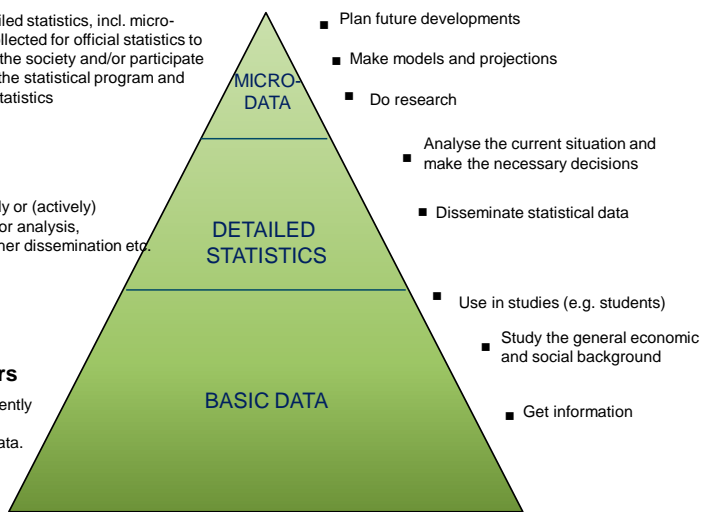 iled statistics, incl. micro-
ollected for official statistics to
the society and/or participate
the statistical program and
tatistics
ly or (actively)
or analysis,
her dissemination etc.
rs
ently
ata.
MICRO-
DATA
DETAILED
STATISTICS
BASIC DATA
▪ Plan future developments
▪ Make models and projections
▪ Do research
▪ Analyse the current situation and
make the necessary decisions
▪ Disseminate statistical data
▪ Use in studies (e.g. students)
▪ Study the general economic
and social background
▪ Get information